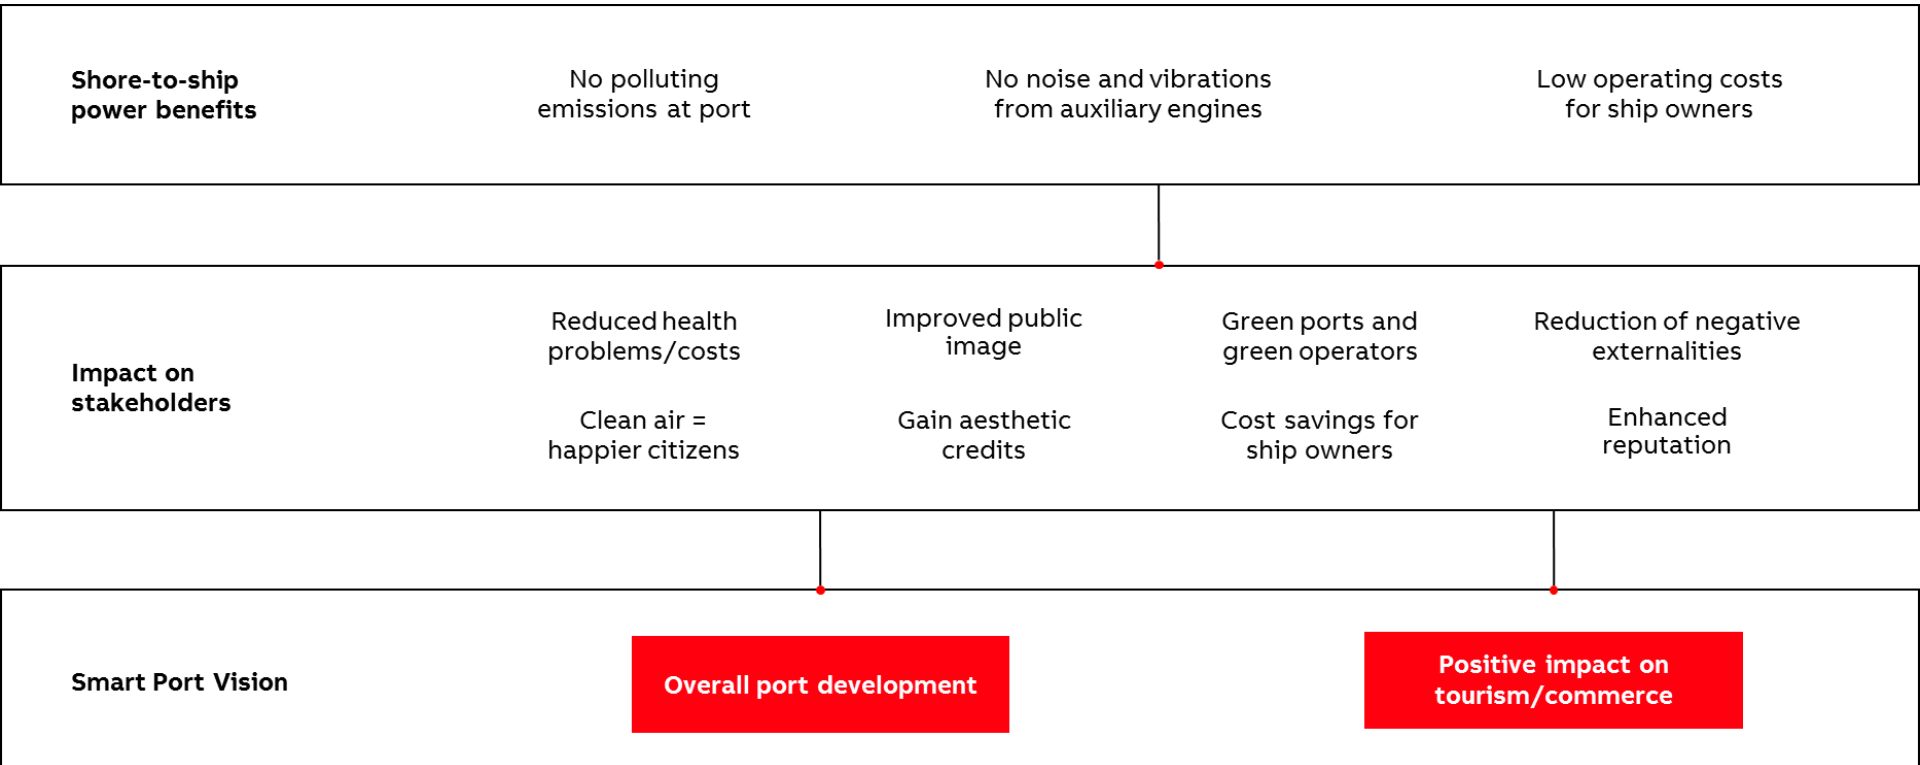 Shore-to-ship
power benefits
No polluting
emissions at port
No noise and vibrations
from auxiliary engines
Low operating costs
for ship owners
Impact on
stakeholders
Reduced health
problems/costs
Improved public
image
Green ports and
green operators
Reduction of negative
externalities
Clean air =
happier citizens
Gain aesthetic
credits
Cost savings for
ship owners
Enhanced
reputation
Smart Port Vision
Overall port development
Positive impact on
tourism/commerce